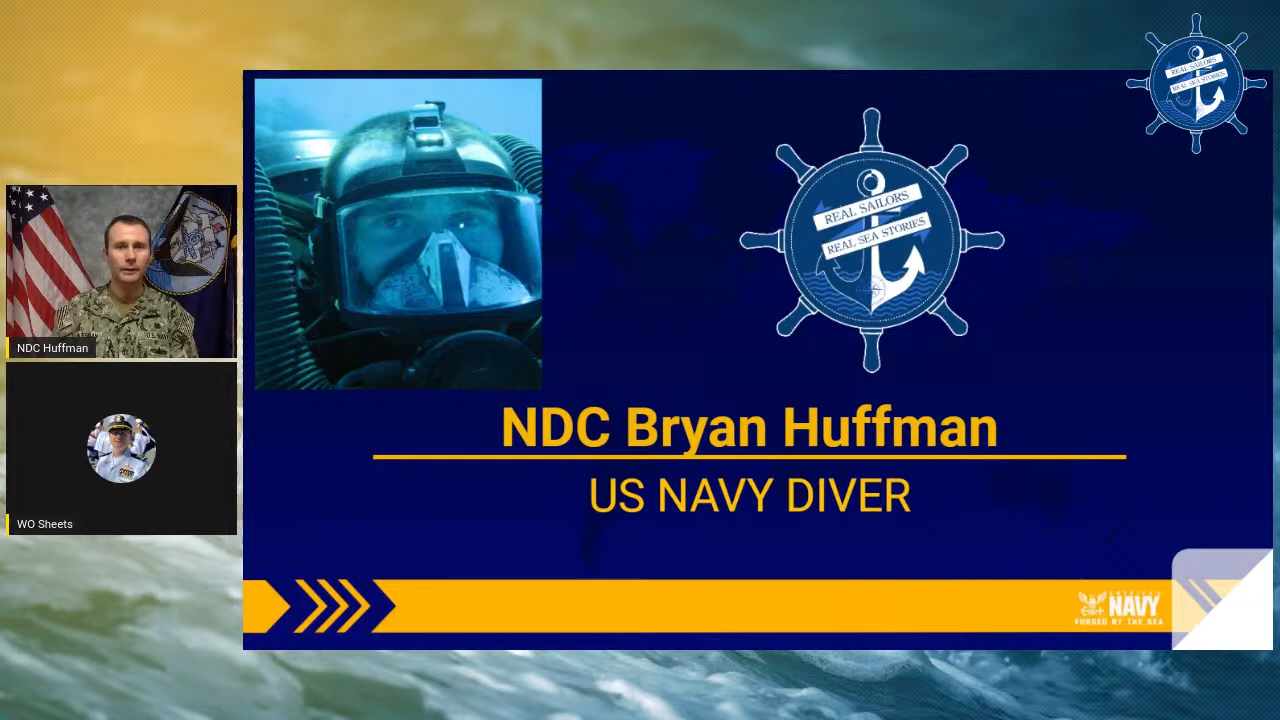 REAL SAILORS
REAL SEA STORIES
REAL SAILORS
REAL SEA STORIES
NDC Huffman
WO Sheets
NDC Bryan Huffman
US NAVY DIVER
AMERICA'S
NAVY
FORGED BY THE SEA